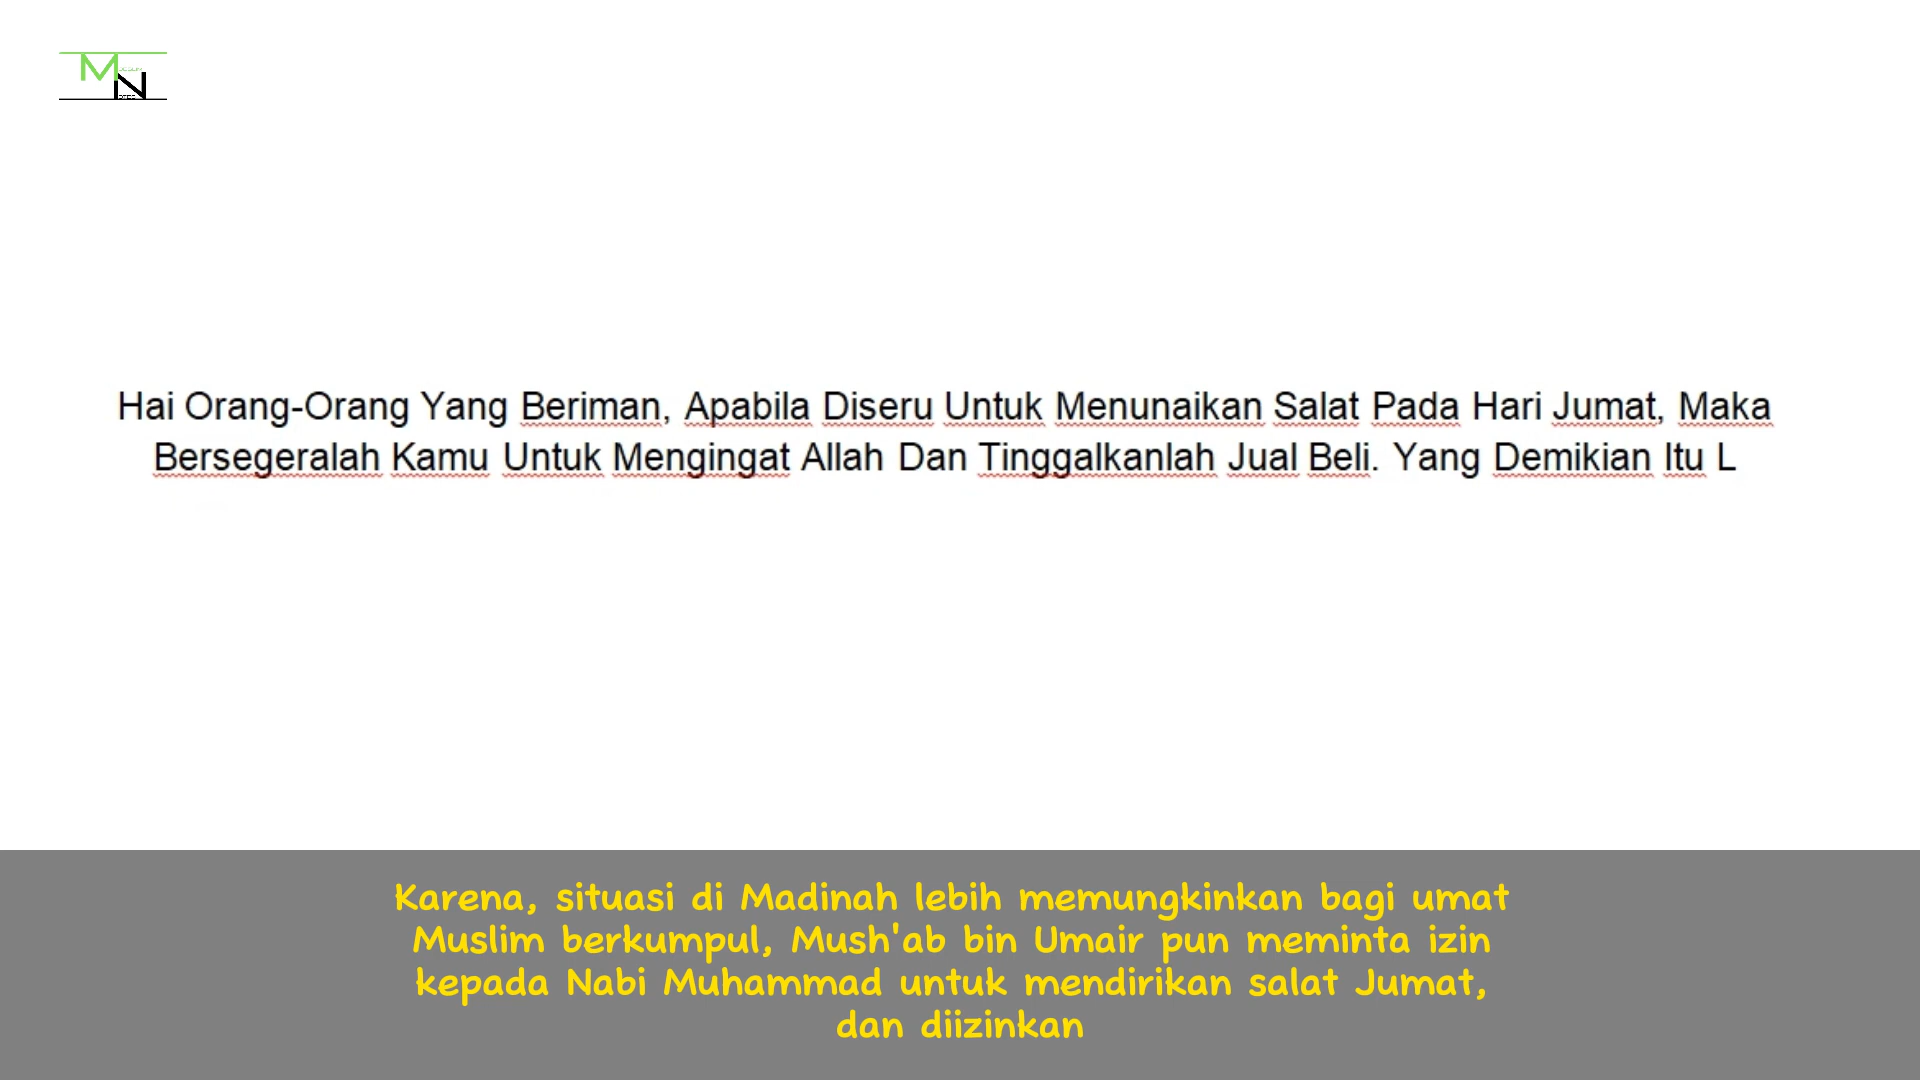 MN
Hai Orang-Orang Yang Beriman, Apabila Diseru Untuk Menunaikan Salat Pada Hari Jumat, Maka
Bersegeralah Kamu Untuk Mengingat Allah Dan Tinggalkanlah Jual Beli. Yang Demikian Itu L
Karena, situasi di Madinah lebih memungkinkan bagi umat
Muslim berkumpul, Mush'ab bin Umair pun meminta izin
kepada Nabi Muhammad untuk mendirikan salat Jumat,
dan diizinkan